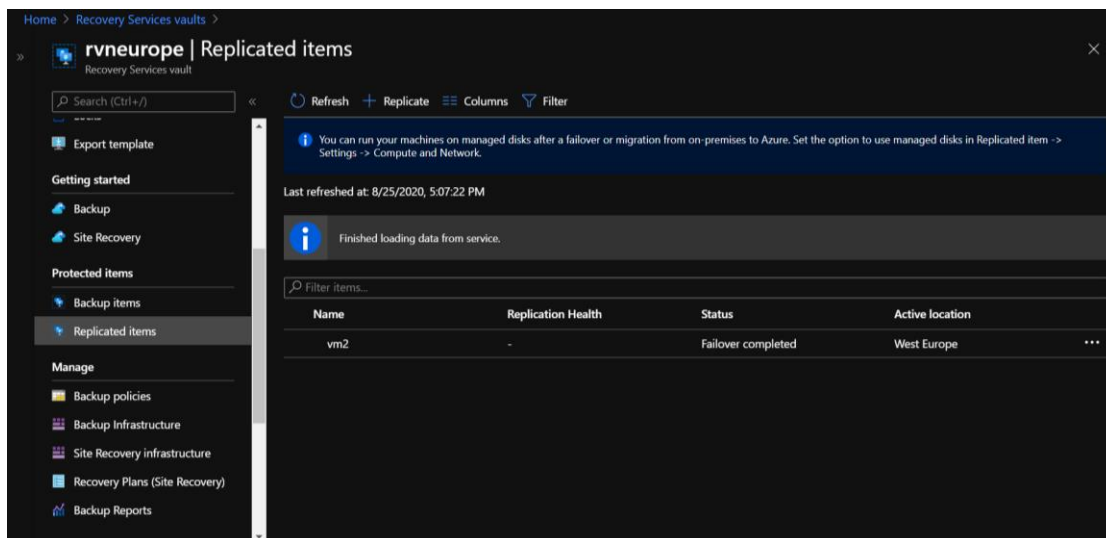 Home > Recovery Services vaults >
rvneurope | Replicated items
Recovery Services vault
Search (Ctrl+/)
Export template
Getting started
Backup
Site Recovery
Protected items
Backup items
Replicated items
Manage
Backup policies
Backup Infrastructure
Site Recovery infrastructure
Recovery Plans (Site Recovery)
Backup Reports
Refresh Replicate Columns Filter
You can run your machines on managed disks after a failover or migration from on-premises to Azure. Set the option to use managed disks in Replicated item ->
Settings -> Compute and Network.
Last refreshed at: 8/25/2020, 5:07:22 PM
Finished loading data from service.
Filter items...
Name Replication Health Status Active location
vm2 - Failover completed West Europe